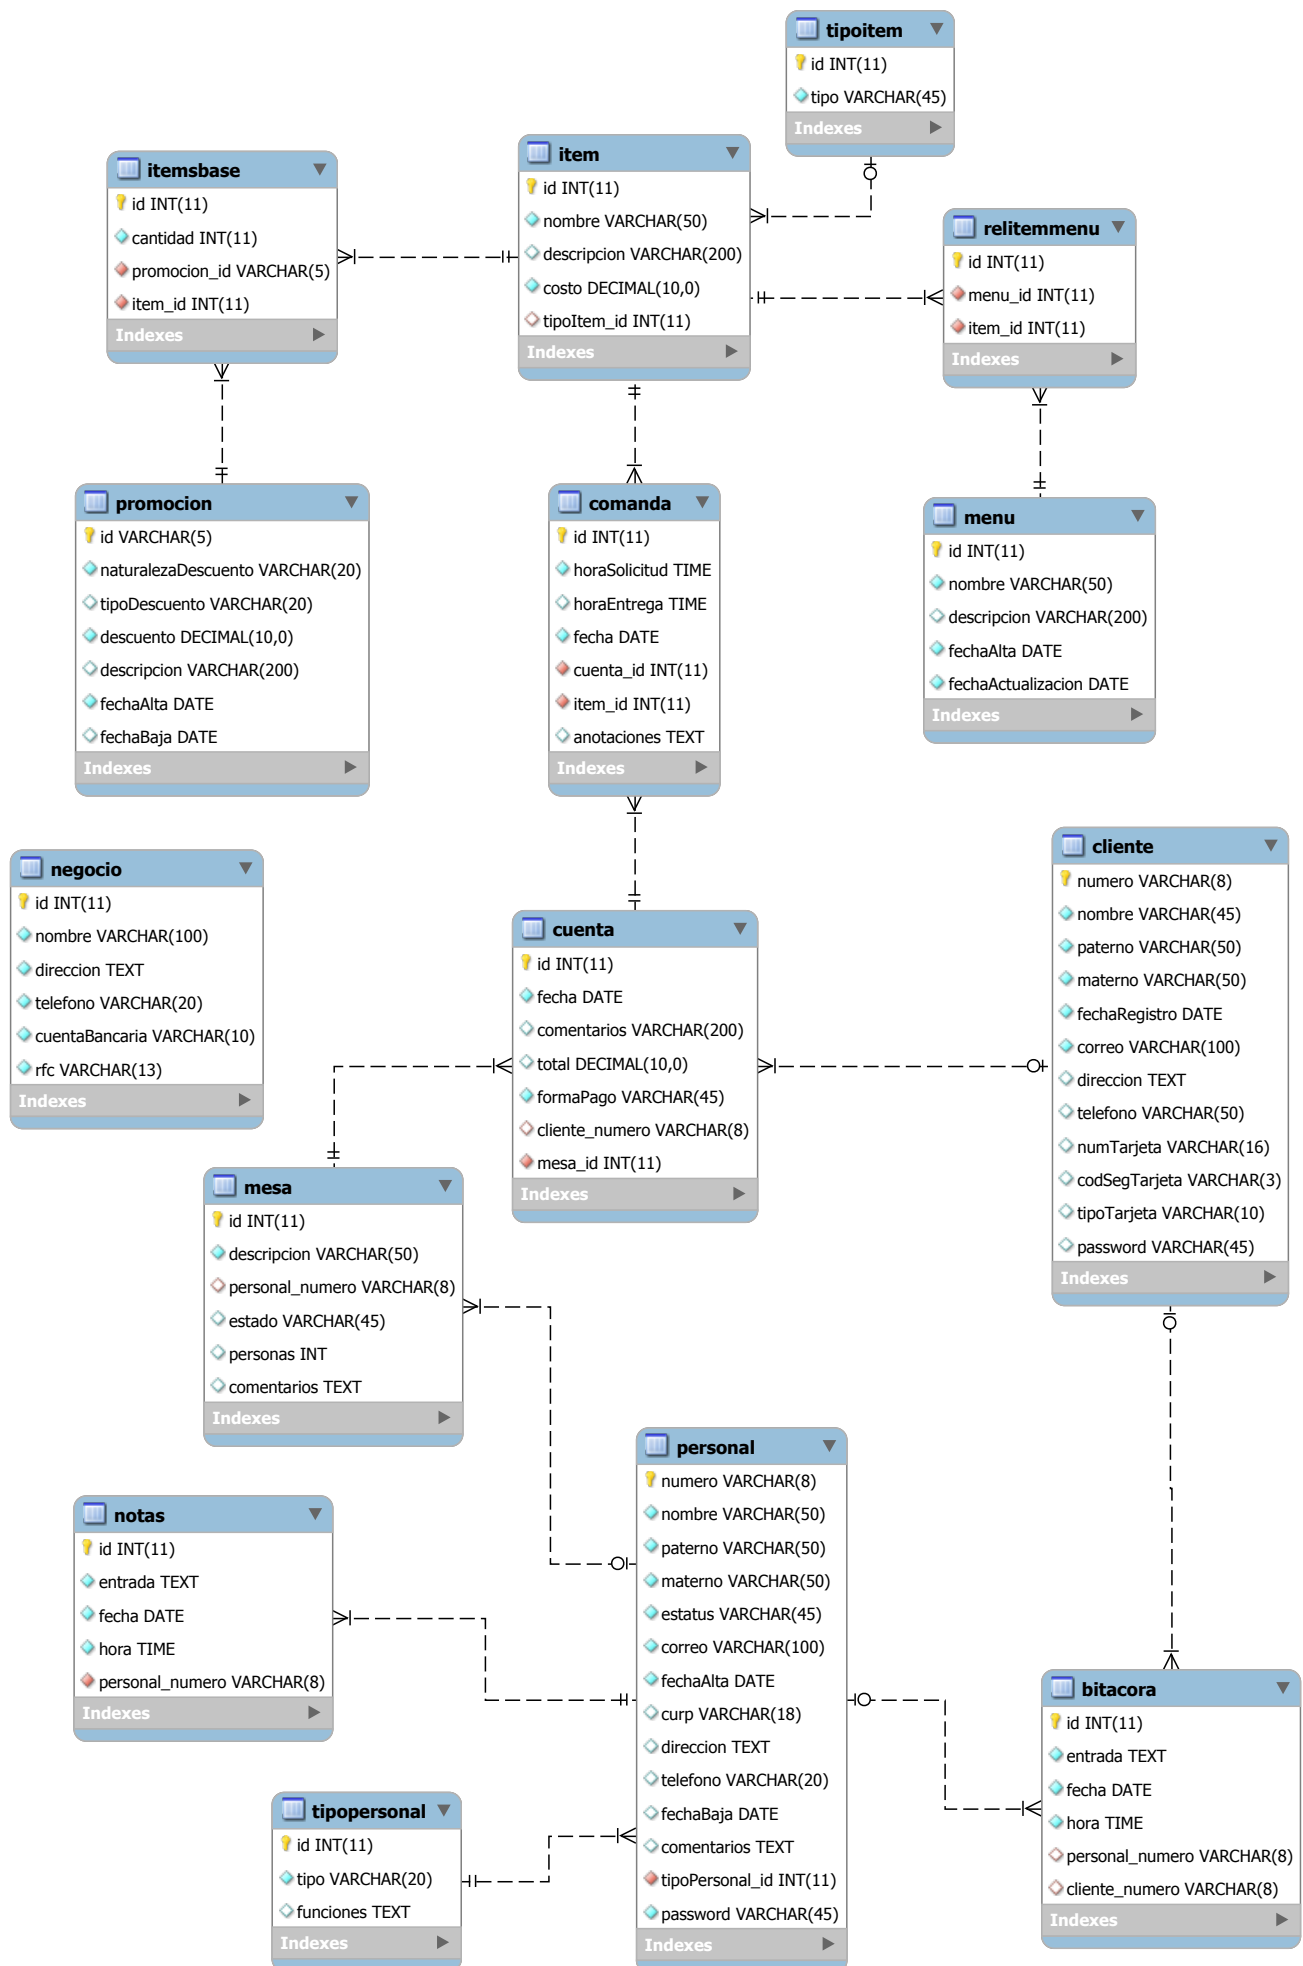 tipoitem
id INT(11)
tipo VARCHAR(45)
Indexes
item
id INT(11)
nombre VARCHAR(50)
descripcion VARCHAR(200)
costo DECIMAL(10,0)
tipoItem_id INT(11)
Indexes
itemsbase
id INT(11)
cantidad INT(11)
promocion_id VARCHAR(5)
item_id INT(11)
Indexes
relitemmenu
id INT(11)
menu_id INT(11)
item_id INT(11)
Indexes
promocion
id VARCHAR(5)
naturalezaDescuento VARCHAR(20)
tipoDescuento VARCHAR(20)
descuento DECIMAL(10,0)
descripcion VARCHAR(200)
fechaAlta DATE
fechaBaja DATE
Indexes
comanda
id INT(11)
horaSolicitud TIME
horaEntrega TIME
fecha DATE
cuenta_id INT(11)
item_id INT(11)
anotaciones TEXT
Indexes
menu
id INT(11)
nombre VARCHAR(50)
descripcion VARCHAR(200)
fechaAlta DATE
fechaActualizacion DATE
Indexes
negocio
id INT(11)
nombre VARCHAR(100)
direccion TEXT
telefono VARCHAR(20)
cuentaBancaria VARCHAR(10)
rfc VARCHAR(13)
Indexes
cuenta
id INT(11)
fecha DATE
comentarios VARCHAR(200)
total DECIMAL(10,0)
formaPago VARCHAR(45)
cliente_numero VARCHAR(8)
mesa_id INT(11)
Indexes
cliente
numero VARCHAR(8)
nombre VARCHAR(45)
paterno VARCHAR(50)
materno VARCHAR(50)
fechaRegistro DATE
correo VARCHAR(100)
direccion TEXT
telefono VARCHAR(50)
numTarjeta VARCHAR(16)
codSegTarjeta VARCHAR(3)
tipoTarjeta VARCHAR(10)
password VARCHAR(45)
Indexes
mesa
id INT(11)
descripcion VARCHAR(50)
personal_numero VARCHAR(8)
estado VARCHAR(45)
personas INT
comentarios TEXT
Indexes
personal
numero VARCHAR(8)
nombre VARCHAR(50)
paterno VARCHAR(50)
materno VARCHAR(50)
estatus VARCHAR(45)
correo VARCHAR(100)
fechaAlta DATE
curp VARCHAR(18)
direccion TEXT
telefono VARCHAR(20)
fechaBaja DATE
comentarios TEXT
tipoPersonal_id INT(11)
password VARCHAR(45)
Indexes
notas
id INT(11)
entrada TEXT
fecha DATE
hora TIME
personal_numero VARCHAR(8)
Indexes
bitacora
id INT(11)
entrada TEXT
fecha DATE
hora TIME
personal_numero VARCHAR(8)
cliente_numero VARCHAR(8)
Indexes
tipopersonal
id INT(11)
tipo VARCHAR(20)
funciones TEXT
Indexes